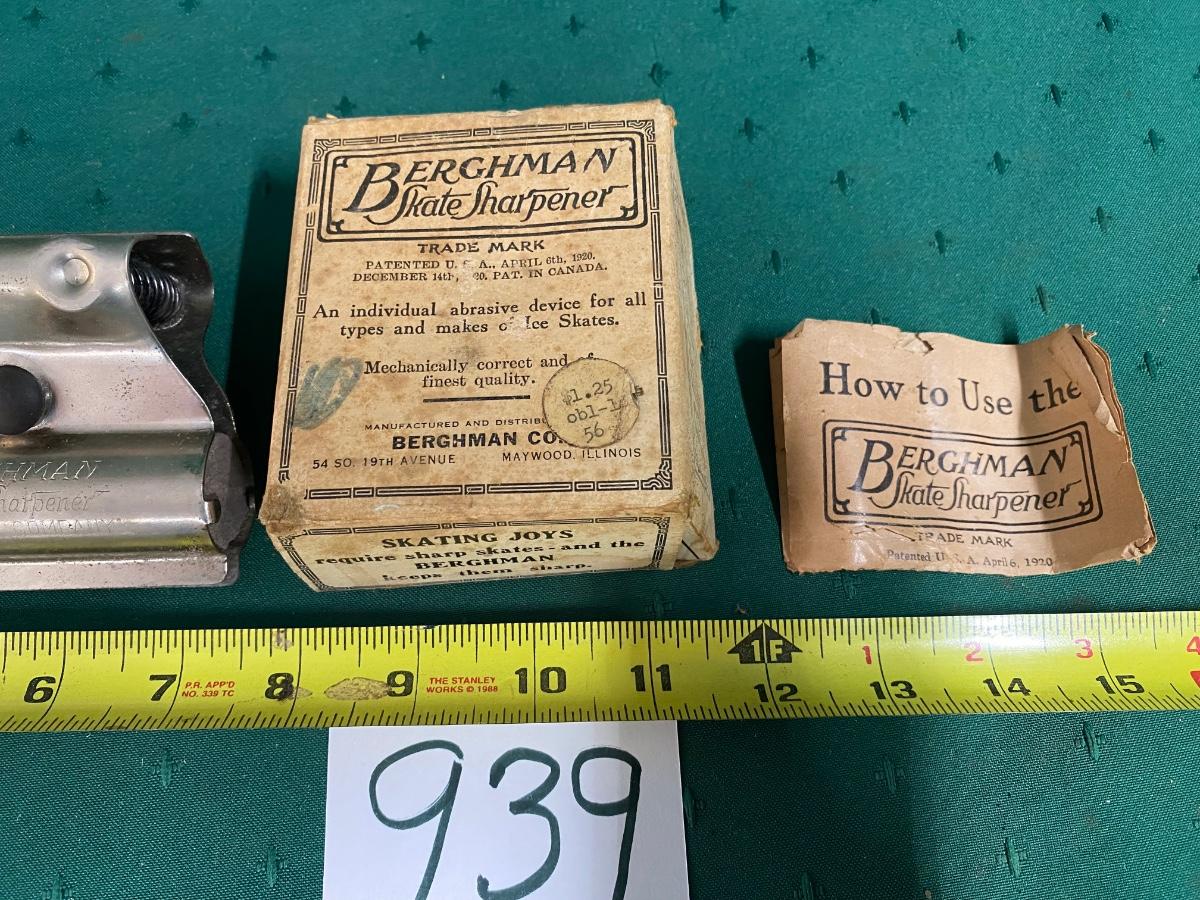 BERGHMAN
Skate Sharpener
TRADE MARK
PATENTED U. S. A., APRIL 6th, 1920.
DECEMBER 14th, 20. PAT. IN CANADA.
An individual abrasive device for all
types and makes of Ice Skates.
Mechanically correct and of
finest quality.
$1.25
56
MANUFACTURED AND DISTRIB
BERGHMAN CO.
54 SO. 19TH AVENUE MAYWOOD, ILLINOIS
SKATING JOYS
require sharp skates - and the
BERGHMAN
keeps them sharp.
HMAN
harpener
COMPANY
How to Use the
BERGHMAN
Skate Sharpener
TRADE MARK
Patented U. S. A. April 6, 1920
1F 1 2 3 4
6 7 8 9 10 11 12 13 14 15
P.R. APP'D
NO. 339 TC
THE STANLEY
WORKS © 1988
939